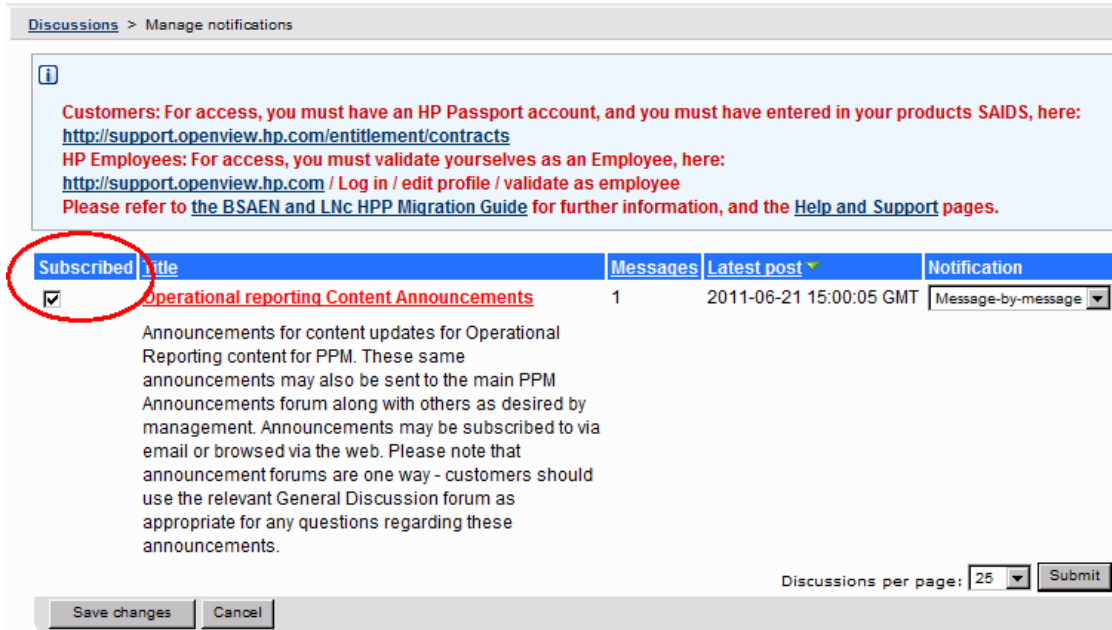 Discussions > Manage notifications
i
Customers: For access, you must have an HP Passport account, and you must have entered in your products SAIDS, here:
http://support.openview.hp.com/entitlement/contracts
HP Employees: For access, you must validate yourselves as an Employee, here:
http://support.openview.hp.com / Log in / edit profile / validate as employee
Please refer to the BSAEN and LNc HPP Migration Guide for further information, and the Help and Support pages.
Subscribed Title Messages Latest post Notification
Operational reporting Content Announcements 1 2011-06-21 15:00:05 GMT Message-by-message
Announcements for content updates for Operational
Reporting content for PPM. These same
announcements may also be sent to the main PPM
Announcements forum along with others as desired by
management. Announcements may be subscribed to via
email or browsed via the web. Please note that
announcement forums are one way - customers should
use the relevant General Discussion forum as
appropriate for any questions regarding these
announcements.
Discussions per page: 25 Submit
Save changes Cancel